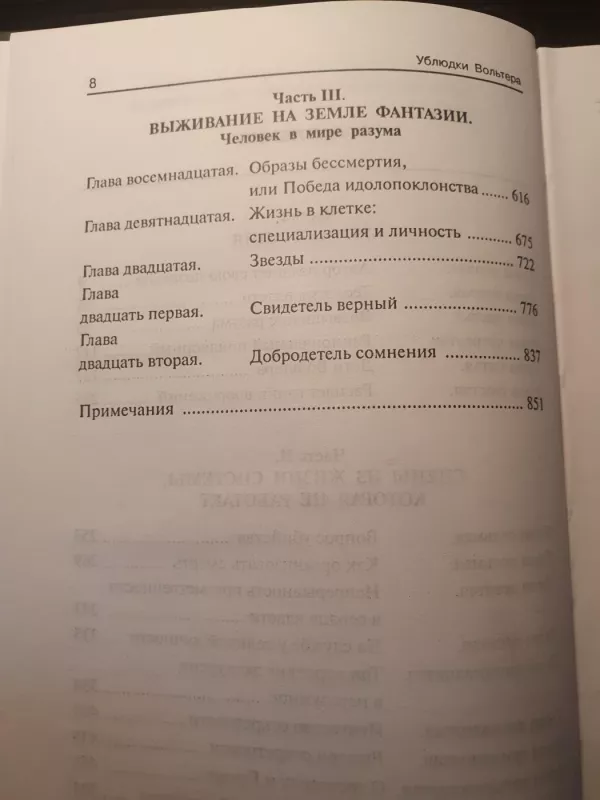 8 Ублюдки Вольтера
Часть III.
ВЫЖИВАНИЕ НА ЗЕМЛЕ ФАНТАЗИИ.
Человек в мире разума
Глава восемнадцатая. Образы бессмертия,
или Победа идолопоклонства ...... 616
Глава девятнадцатая. Жизнь в клетке:
специализация и личность .......... 675
Глава двадцатая. Звезды ..................................................... 722
Глава
двадцать первая. Свидетель верный ................................ 776
Глава
двадцать вторая. Добродетель сомнения ...................... 837
Примечания ........................................................................... 851